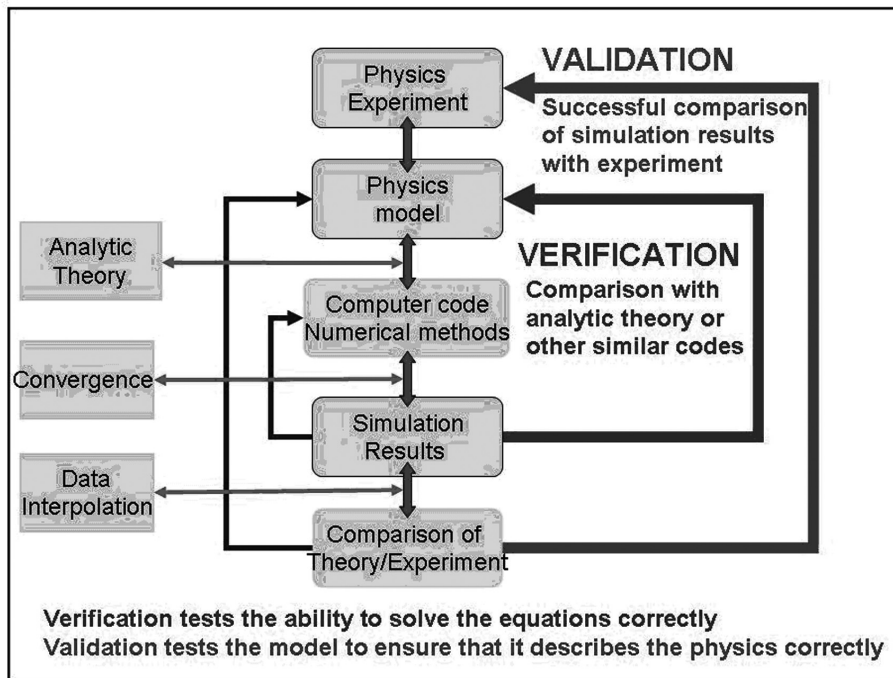 Physics
Experiment
VALIDATION
Successful comparison
of simulation results
with experiment
Physics
model
Analytic
Theory
VERIFICATION
Comparison with
analytic theory or
other similar codes
Computer code
Numerical methods
Convergence
Simulation
Results
Data
Interpolation
Comparison of
Theory/Experiment
Verification tests the ability to solve the equations correctly
Validation tests the model to ensure that it describes the physics correctly